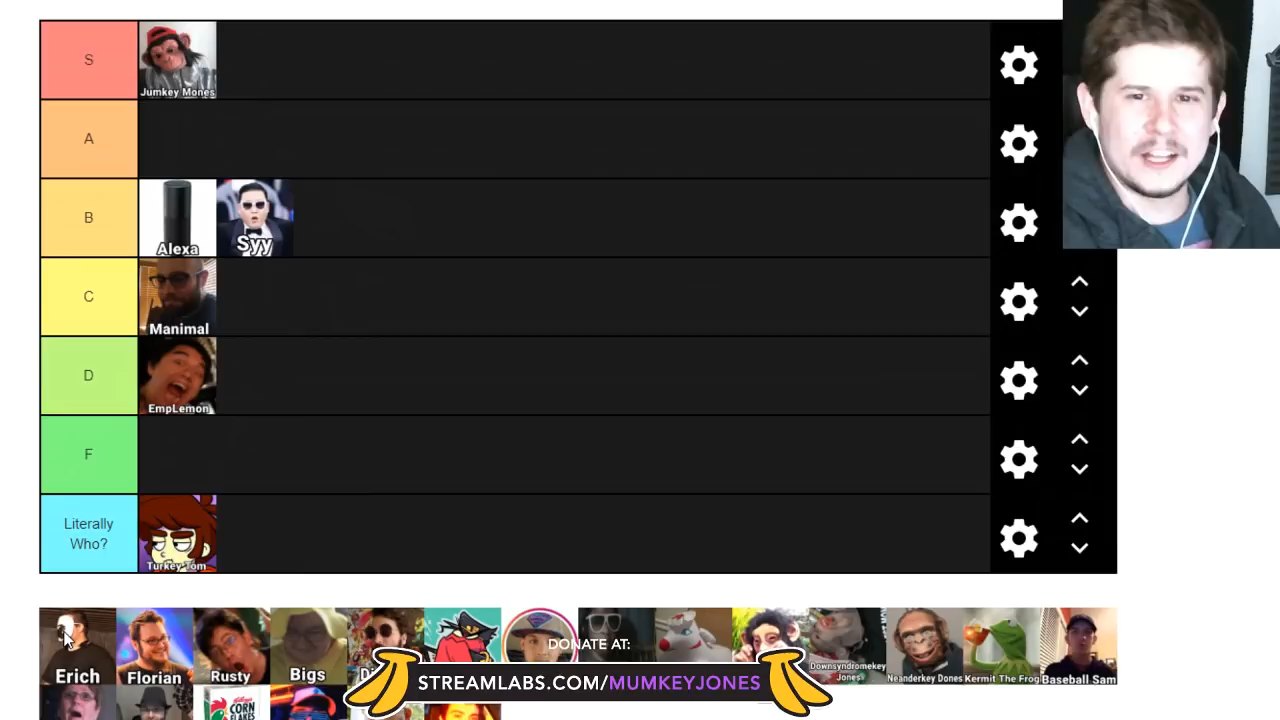 S
Jumkey Mones
A
B
Alexa
Syy
C
Manimal
D
EmpLemon
F
Literally
Who?
Turkey Tom
Erich
Florian
Rusty
Bigs
DONATE AT:
STREAMLABS.COM/MUMKEYJONES
Downsyndromekey
Jones
Neanderkey Dones
Kermit The Frog
Baseball Sam
Kellogg's
CORN
FLAKES